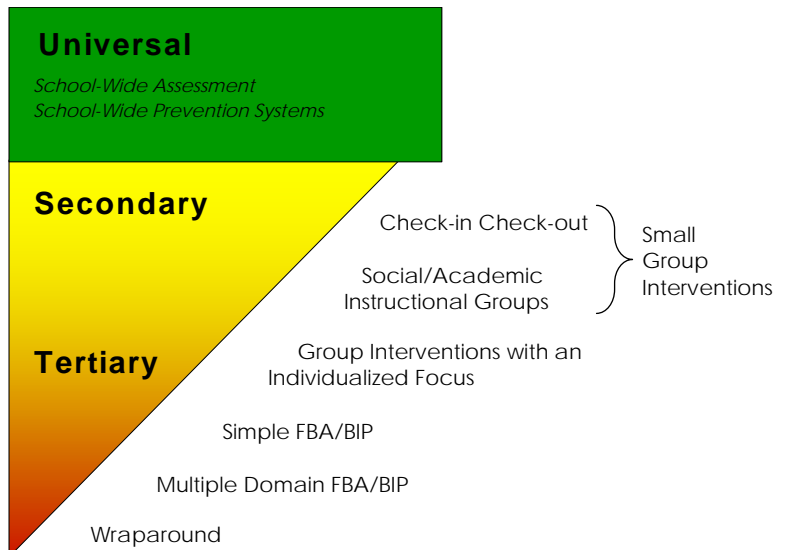 Universal
School-Wide Assessment
School-Wide Prevention Systems
Secondary
Check-in Check-out
Social/Academic
Instructional Groups
Small
Group
Interventions
Tertiary
Group Interventions with an
Individualized Focus
Simple FBA/BIP
Multiple Domain FBA/BIP
Wraparound